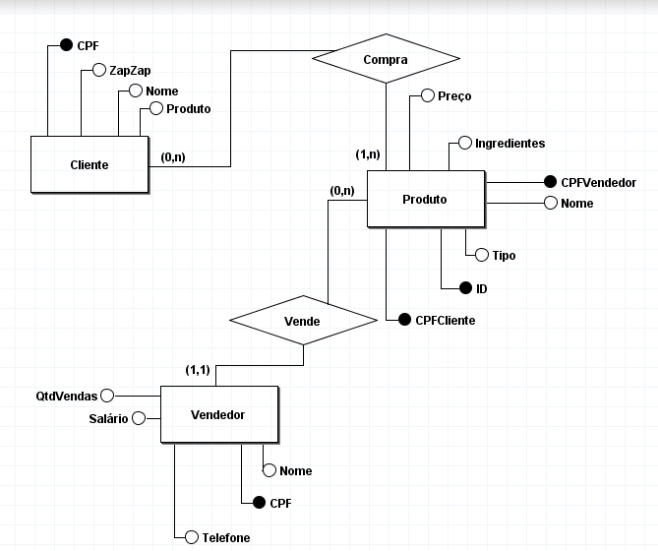 CPF
ZapZap
Nome
Produto
Cliente
(0,n)
Compra
(1,n)
Preço
Ingredientes
CPFVendedor
Nome
Produto
(0,n)
Tipo
ID
CPFCliente
Vende
(1,1)
QtdVendas
Salário
Vendedor
Nome
CPF
Telefone